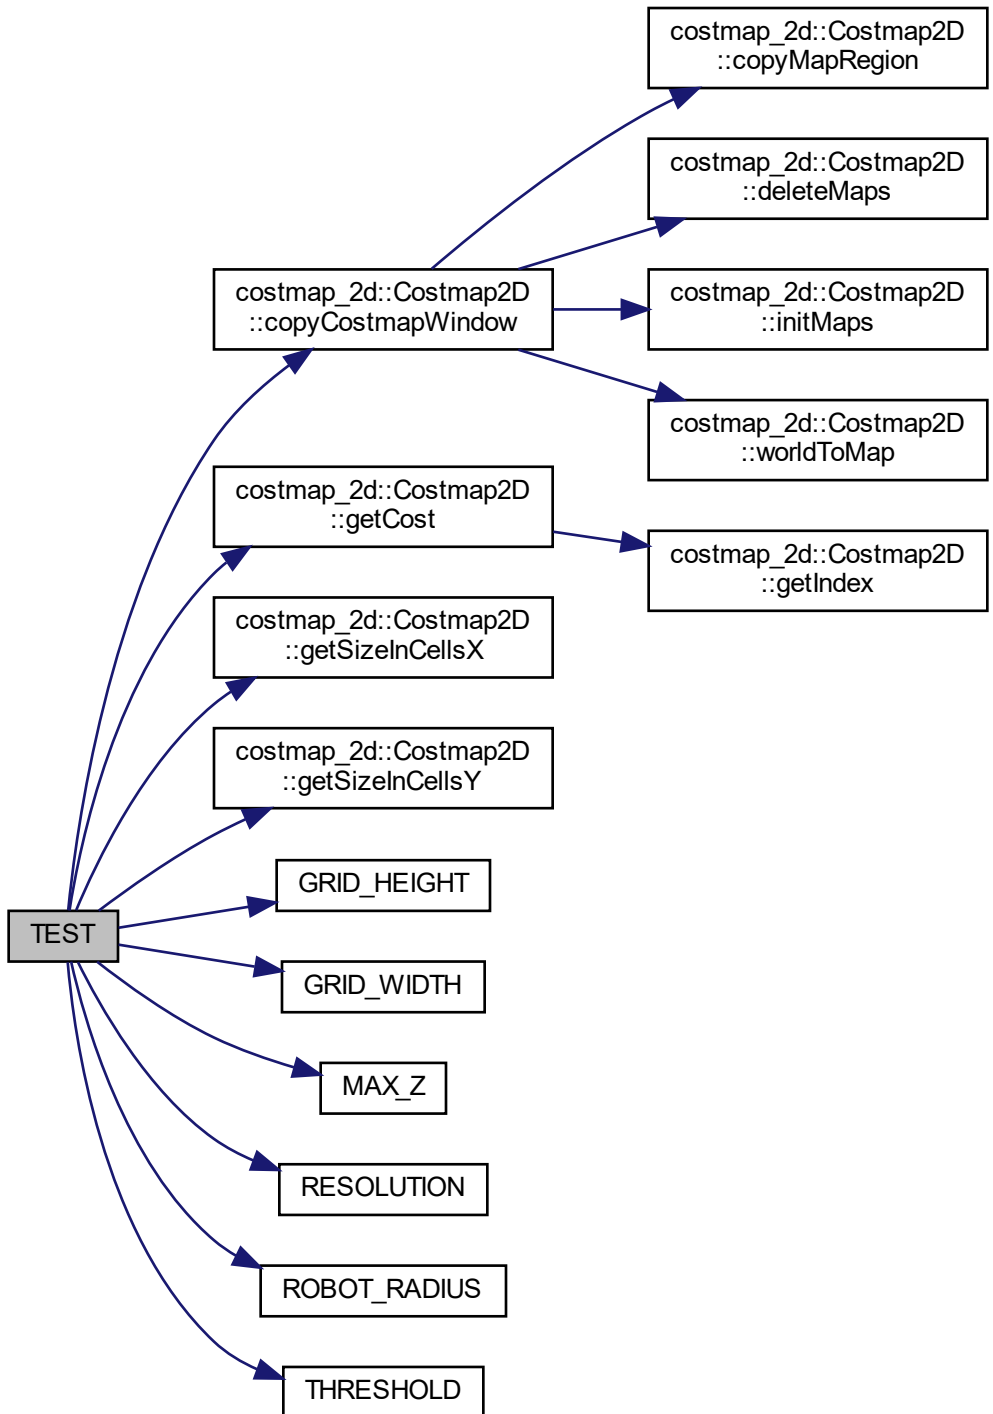 costmap_2d::Costmap2D
::copyMapRegion
costmap_2d::Costmap2D
::deleteMaps
costmap_2d::Costmap2D
::copyCostmapWindow
costmap_2d::Costmap2D
::initMaps
costmap_2d::Costmap2D
::worldToMap
costmap_2d::Costmap2D
::getCost
costmap_2d::Costmap2D
::getIndex
costmap_2d::Costmap2D
::getSizeInCellsX
costmap_2d::Costmap2D
::getSizeInCellsY
GRID_HEIGHT
TEST
GRID_WIDTH
MAX_Z
RESOLUTION
ROBOT_RADIUS
THRESHOLD